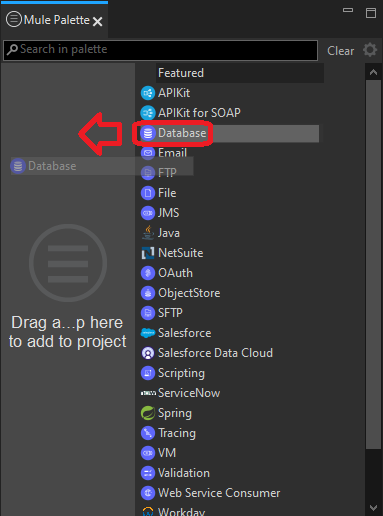 Mule Palette
Search in palette
Clear
Featured
APIKit
APIKit for SOAP
Database
Email
Database
FTP
File
JMS
Java
NetSuite
OAuth
ObjectStore
SFTP
Drag a...p here
to add to project
Salesforce
Salesforce Data Cloud
Scripting
ServiceNow
Spring
Tracing
VM
Validation
Web Service Consumer
Workday